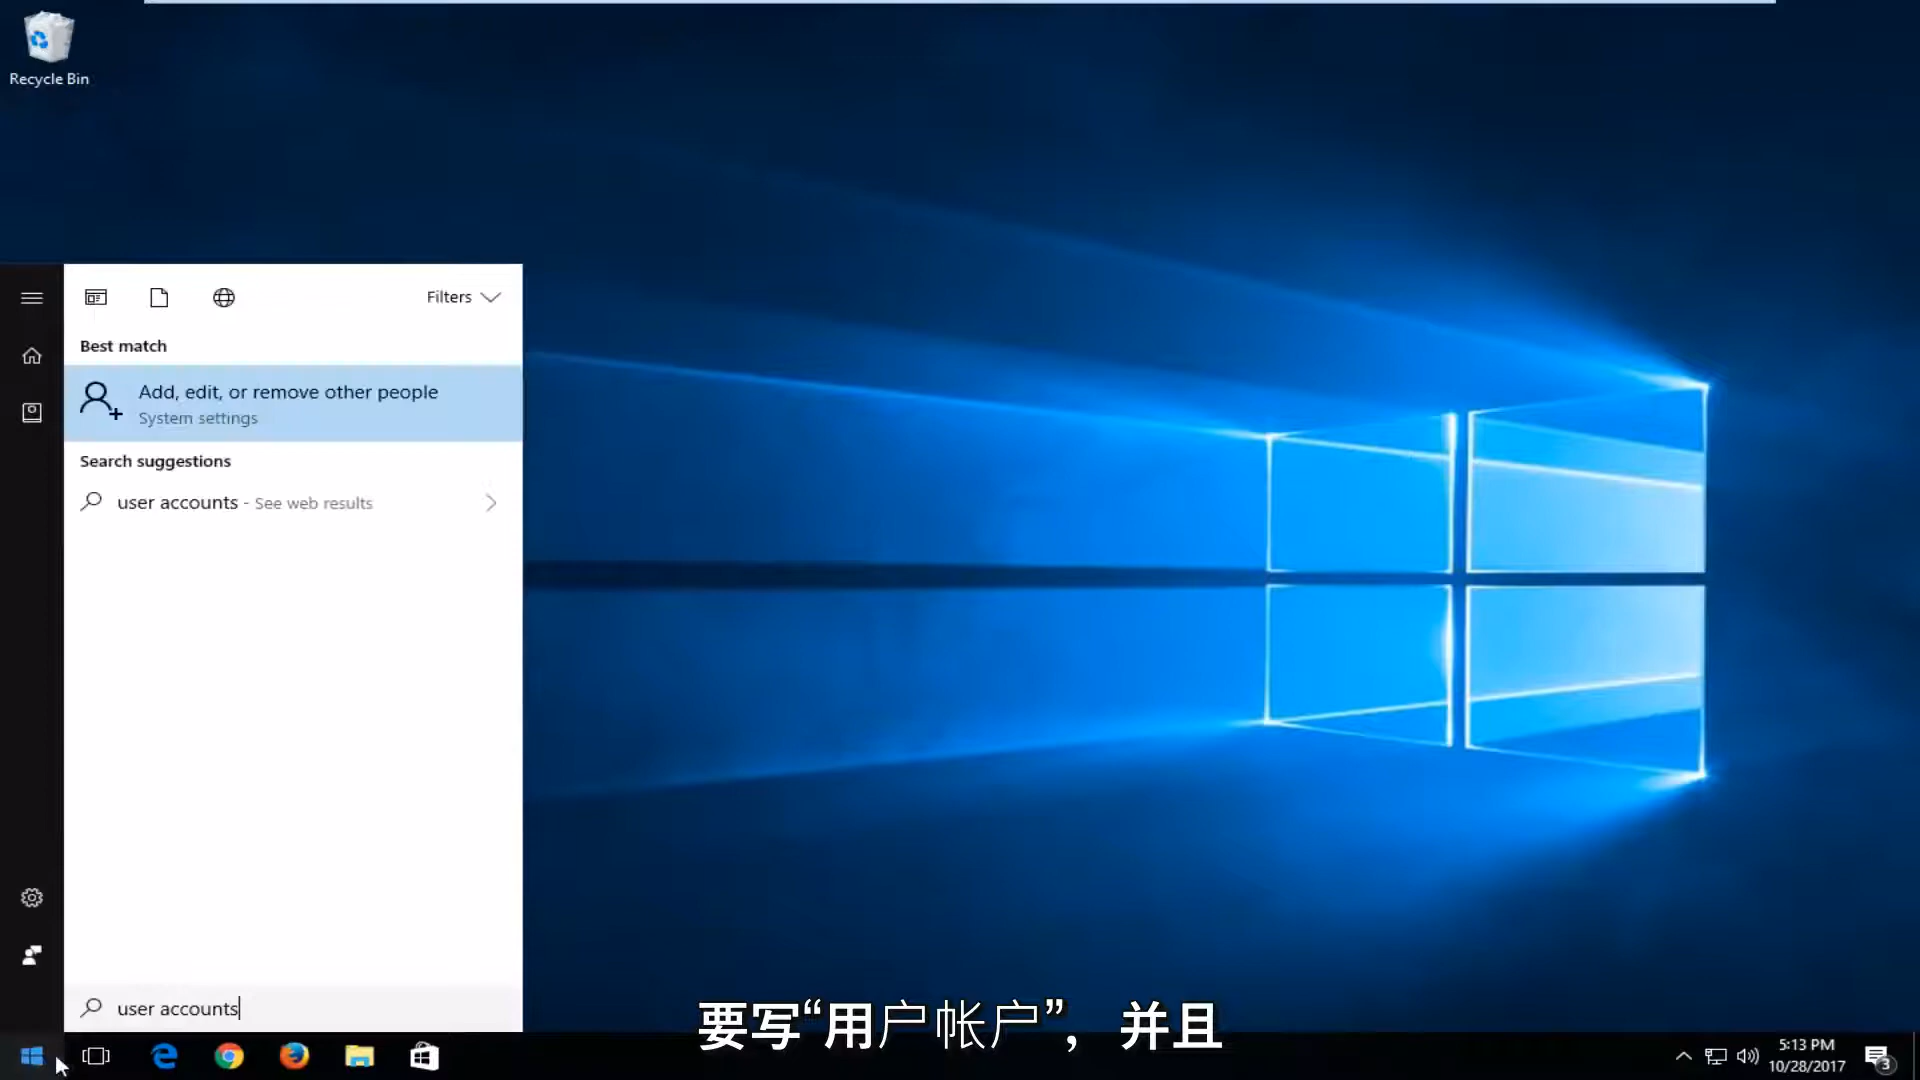 Recycle Bin
Filters
Best match
Add, edit, or remove other people
System settings
Search suggestions
user accounts - See web results
user accounts
要写“用户帐户”，并且
5:13 PM
10/28/2017
3